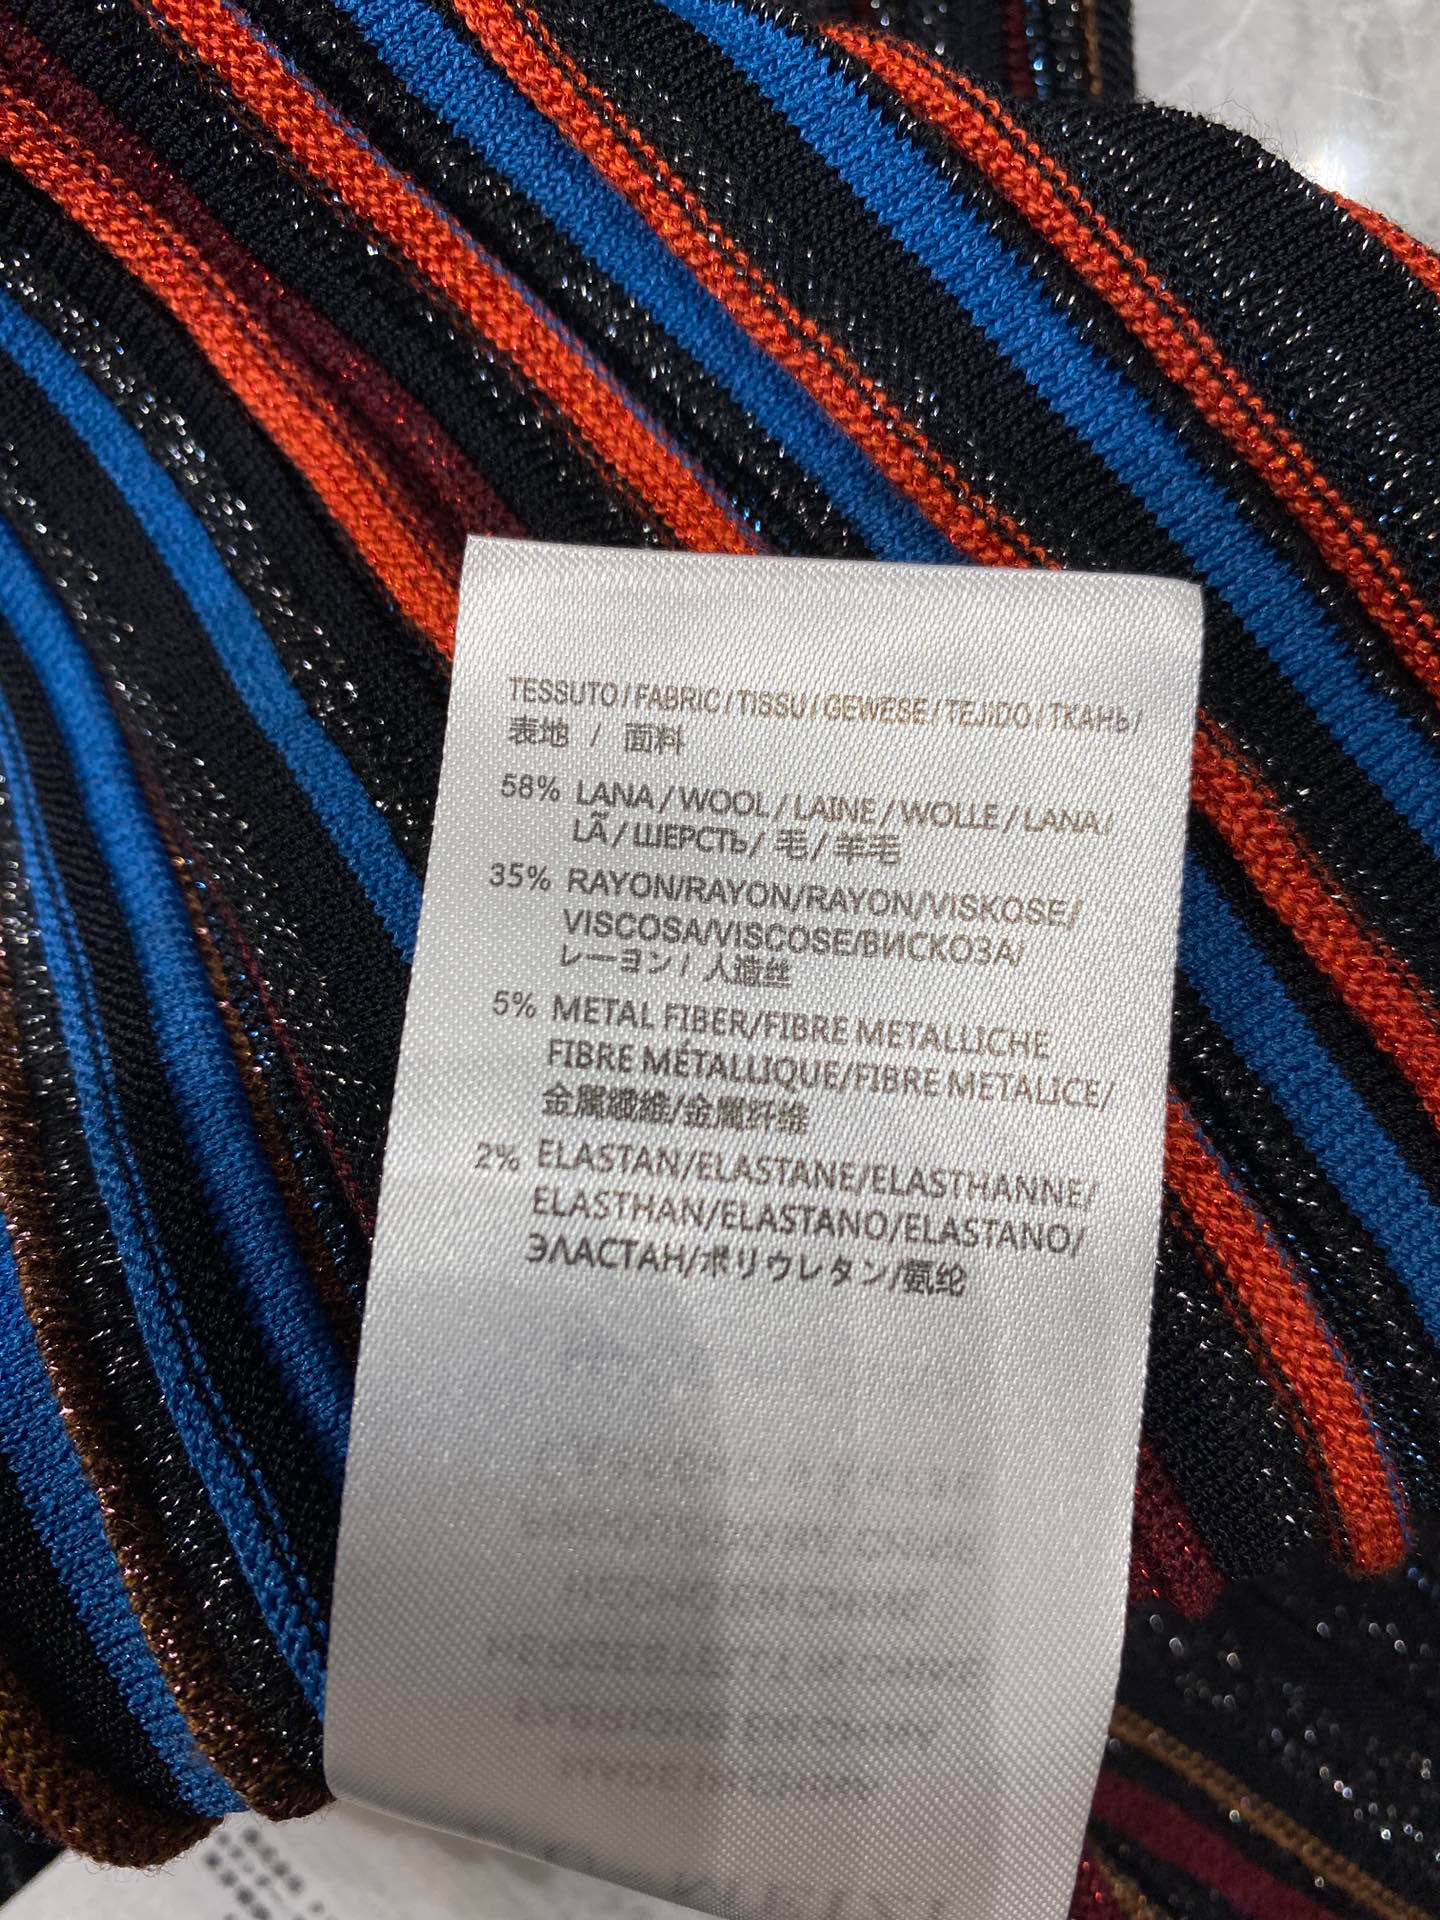 TESSUTO/FABRIC/TISSU/GEWESE/TEJIDO/TKAHЬ/
表地 / 面料
58% LANA/WOOL/LAINE/WOLLE/LANA/
LÃ/ШЕРСТЬ/毛/羊毛
35% RAYON/RAYON/RAYON/VISKOSE/
VISCOSA/VISCOSE/ВИСКОЗА/
レーヨン/人造丝
5% METAL FIBER/FIBRE METALLICHE
FIBRE MÉTALLIQUE/FIBRE METALICE/
金属繊維/金属纤维
2% ELASTAN/ELASTANE/ELASTHANNE/
ELASTHAN/ELASTANO/ELASTANO/
ЭЛАСТАН/ポリウレタン/氨纶